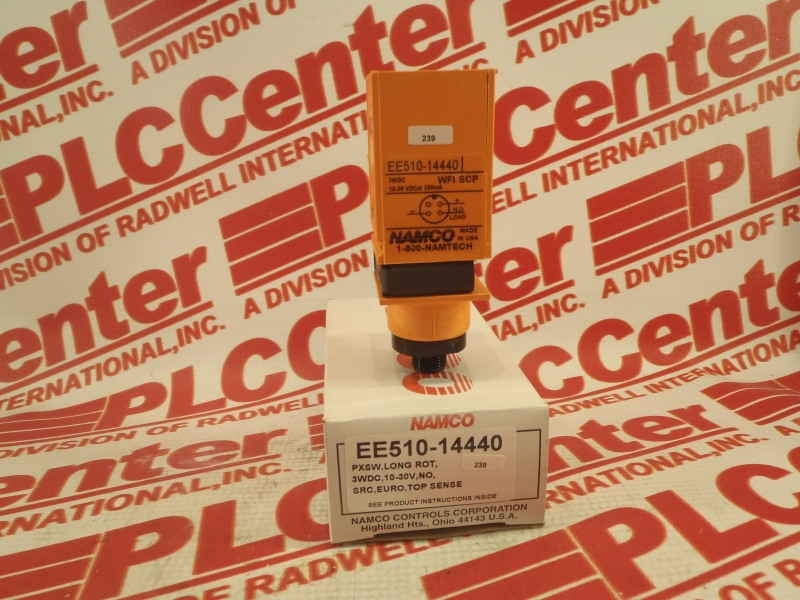 239
EE510-14440
3WDC
WFI SCP
10-30 VDC
200mA
+
N.O.
LOAD
-
NAMCO
MADE
IN USA
1-800-NAMTECH
NAMCO
EE510-14440
PXSW,LONG ROT,
239
3WDC,10-30V,NO,
SRC,EURO,TOP SENSE
SEE PRODUCT INSTRUCTIONS INSIDE
NAMCO CONTROLS CORPORATION
Highland Hts., Ohio 44143 U.S.A.
PLCCenter
A DIVISION OF RADWELL INTERNATIONAL,INC.